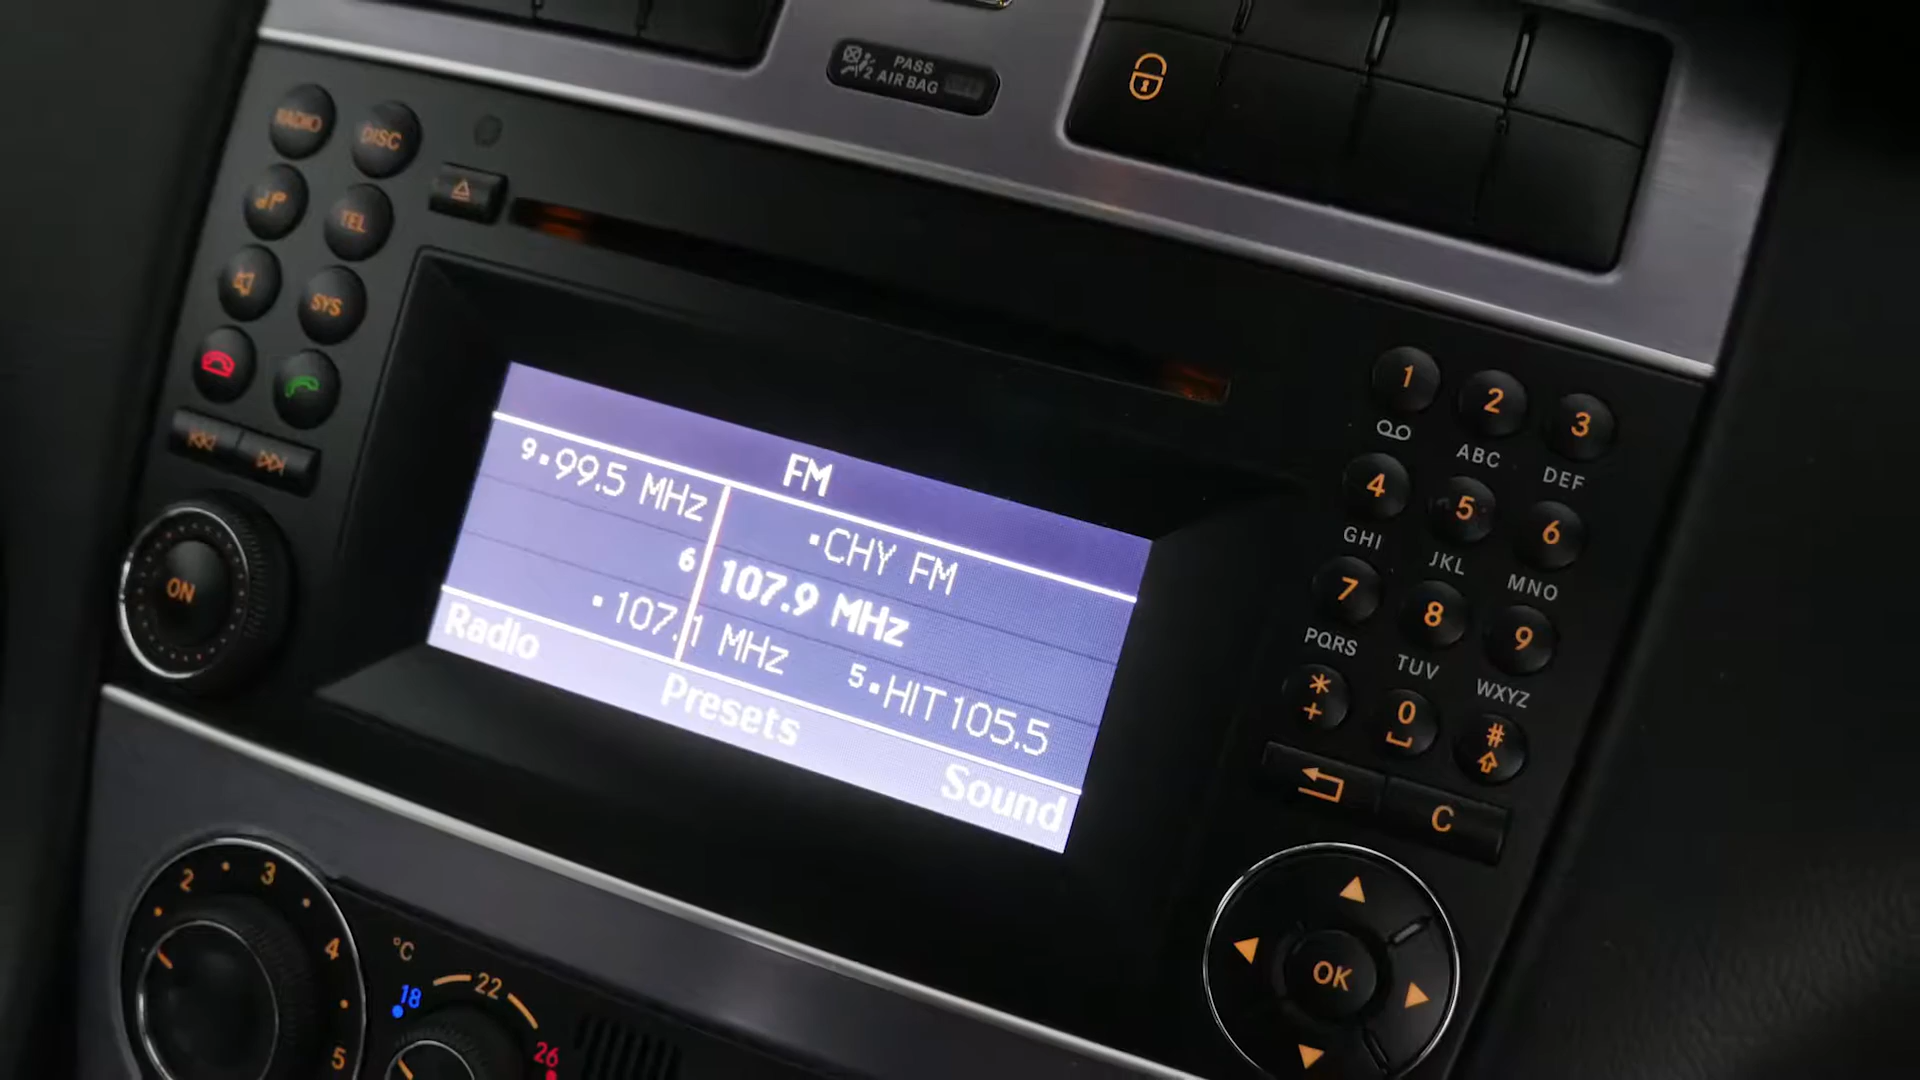 PASS
2 AIR BAG
RADIO
DISC
TEL
SYS
ON
FM
9.99.5 MHz
CHY FM
6 107.9 MHz
107.1 MHz
5.HIT105.5
Radio
Presets
Sound
1
2
3
ABC
DEF
4
5
6
GHI
JKL
MNO
7
8
9
PQRS
TUV
WXYZ
*
+
0
#
C
OK
2
3
4
5
°C
18
22
26